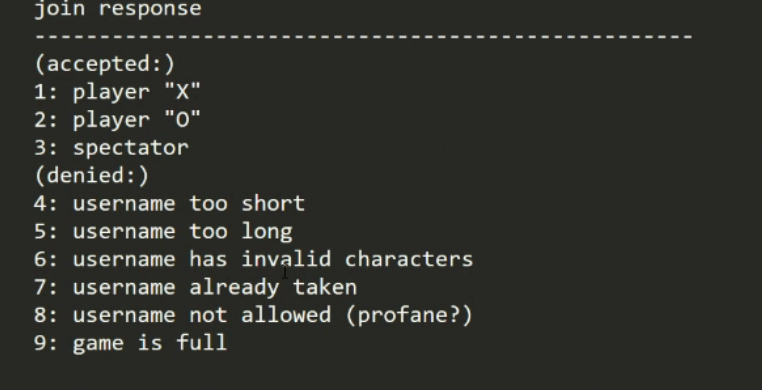 join response
---------------------------------------------------
(accepted:)
1: player "X"
2: player "O"
3: spectator
(denied:)
4: username too short
5: username too long
6: username has invalid characters
7: username already taken
8: username not allowed (profane?)
9: game is full